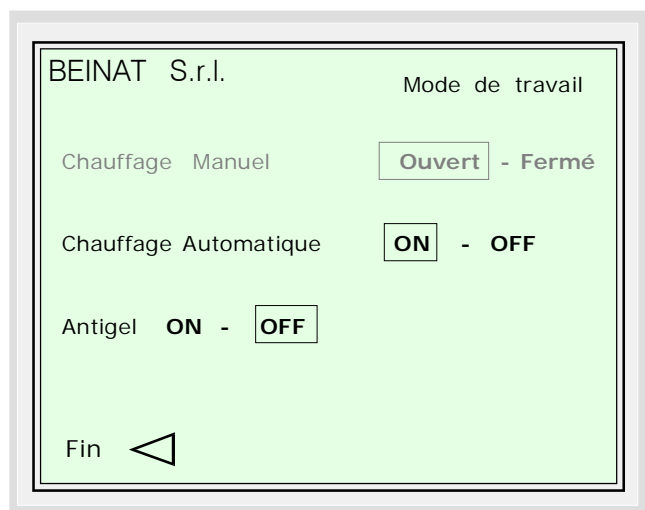 BEINAT S.r.l.
Mode de travail
Chauffage Manuel Ouvert - Fermé
Chauffage Automatique ON - OFF
Antigel ON - OFF
Fin